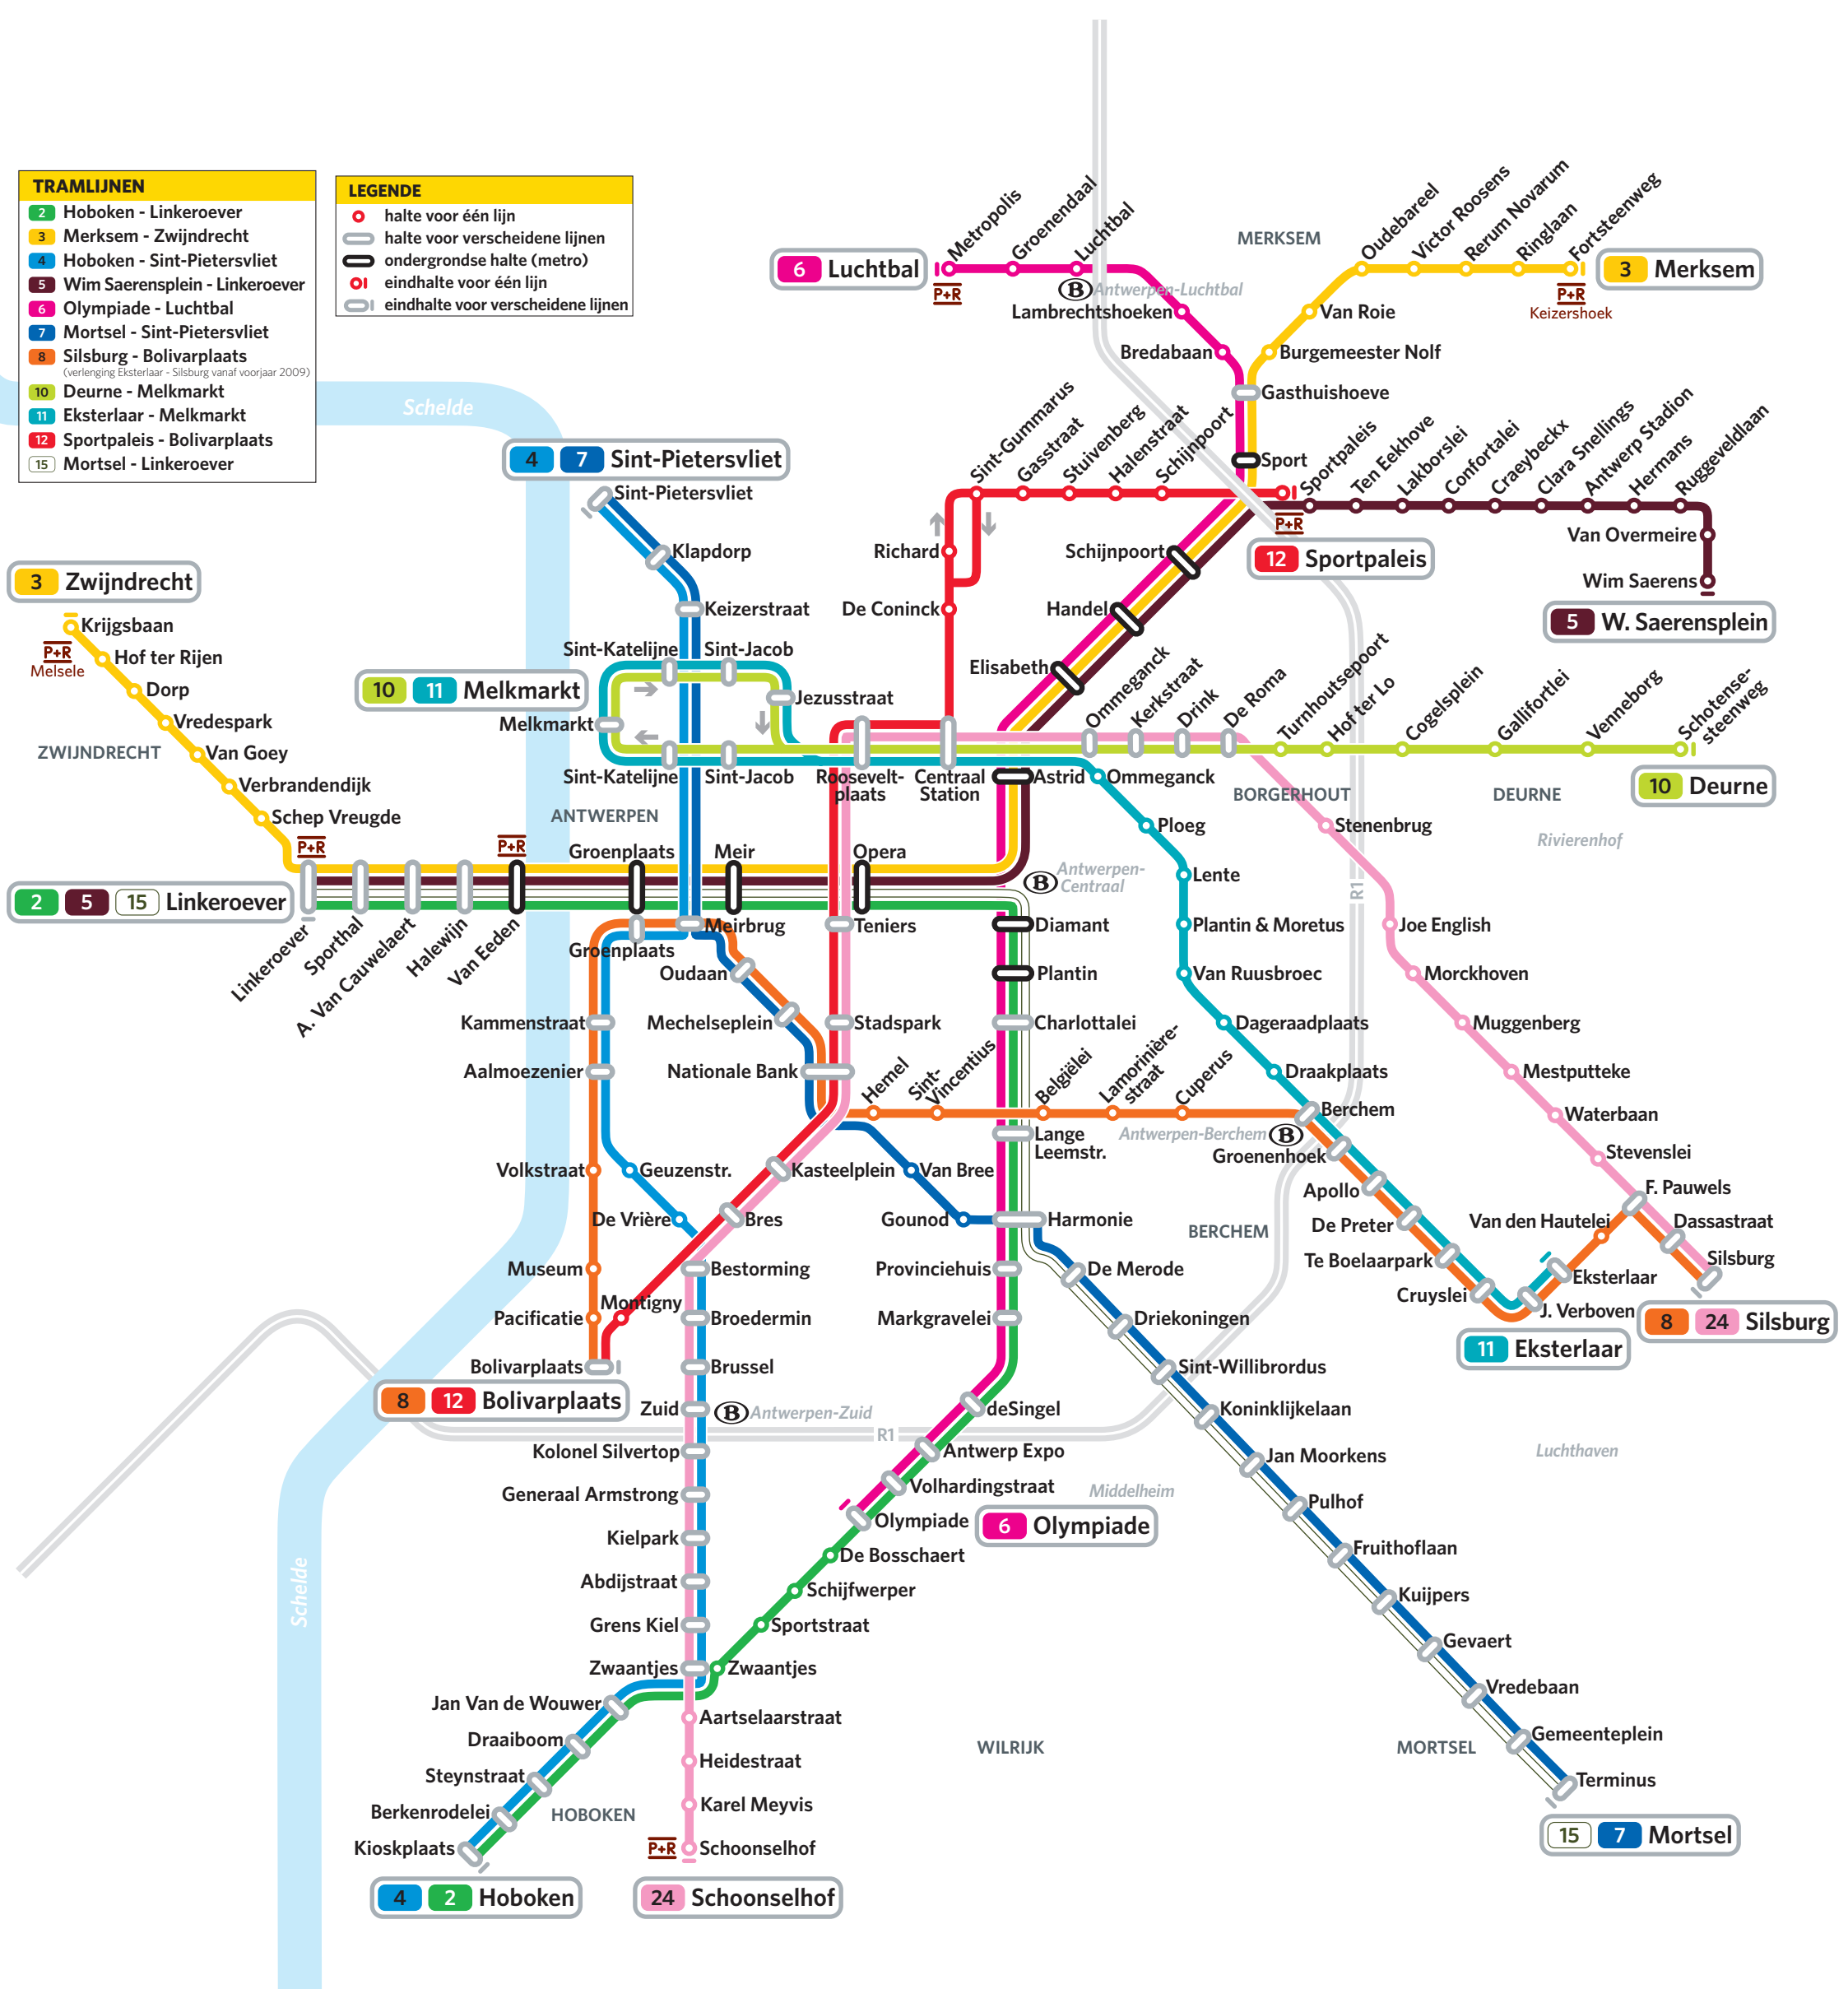 TRAMLIJNEN
2 Hoboken - Linkeroever
3 Merksem - Zwijndrecht
4 Hoboken - Sint-Pietersvliet
5 Wim Saerensplein - Linkeroever
6 Olympiade - Luchtbal
7 Mortsel - Sint-Pietersvliet
8 Silsburg - Bolivarplaats
(verlenging Eksterlaar - Silsburg vanaf voorjaar 2009)
10 Deurne - Melkmarkt
11 Eksterlaar - Melkmarkt
12 Sportpaleis - Bolivarplaats
15 Mortsel - Linkeroever
LEGENDE
halte voor één lijn
halte voor verscheidene lijnen
ondergrondse halte (metro)
eindhalte voor één lijn
eindhalte voor verscheidene lijnen
6 Luchtbal
Metropolis
Groenendaal
Luchtbal
P+R
B Antwerpen-Luchtbal
Lambrechtshoeken
Bredabaan
MERKSEM
Oudebareel
Victor Roosens
Rerum Novarum
Ringlaan
Fortsteenweg
3 Merksem
P+R
Keizershoek
Van Roie
Burgemeester Nolf
Gasthuishoeve
Sport
Schelde
4 7 Sint-Pietersvliet
Sint-Pietersvliet
Klapdorp
Keizerstraat
Sint-Gummarus
Gasstraat
Stuivenberg
Halenstraat
Schijnpoort
Sportpaleis
Ten Eekhove
Lakborslei
Confortalei
Craeybeckx
Clara Snellings
Antwerp Stadion
Hermans
Ruggeveldlaan
P+R
12 Sportpaleis
Van Overmeire
Wim Saerens
5 W. Saerensplein
Richard
De Coninck
Schijnpoort
Handel
Elisabeth
3 Zwijndrecht
Krijgsbaan
P+R
Melsele
Hof ter Rijen
Dorp
Vredespark
Van Goey
Verbrandendijk
Schep Vreugde
ZWIJNDRECHT
10 11 Melkmarkt
Sint-Katelijne
Sint-Jacob
Jezusstraat
Melkmarkt
Sint-Katelijne
Sint-Jacob
Roosevelt-
plaats
Centraal
Station
Astrid
Ommeganck
Ommeganck
Kerkstraat
Drink
De Roma
Turnhoutsepoort
Hof ter Lo
Cogelsplein
Gallifortlei
Venneborg
Schotense-
steenweg
10 Deurne
BORGERHOUT
DEURNE
Rivierenhof
ANTWERPEN
Ploeg
Lente
Plantin & Moretus
Van Ruusbroec
Dageraadplaats
Draakplaats
Stenenbrug
R1
Joe English
Morckhoven
Muggenberg
Mestputteke
Waterbaan
Stevenslei
F. Pauwels
Dassastraat
Silsburg
8 24 Silsburg
2 5 15 Linkeroever
P+R
P+R
Linkeroever
Sporthal
A. Van Cauwelaert
Halewijn
Van Eeden
Groenplaats
Meir
Opera
B Antwerpen-
Centraal
Groenplaats
Meirbrug
Teniers
Diamant
Oudaan
Plantin
Kammenstraat
Mechelseplein
Stadspark
Charlottalei
Aalmoezenier
Nationale Bank
Hemel
Sint-
Vincentius
Belgiëlei
Lamorinière-
straat
Cuperus
Berchem
Antwerpen-Berchem B
Lange
Leemstr.
Groenenhoek
Apollo
De Preter
Te Boelaarpark
Cruyslei
J. Verboven
Eksterlaar
Van den Hautelei
11 Eksterlaar
BERCHEM
Volkstraat
Geuzenstr.
Kasteelplein
Van Bree
De Vrière
Bres
Gounod
Harmonie
Museum
Bestorming
Provinciehuis
De Merode
Pacificatie
Montigny
Broedermin
Markgravelei
Driekoningen
Bolivarplaats
Brussel
Sint-Willibrordus
8 12 Bolivarplaats
Zuid
B Antwerpen-Zuid
R1
deSingel
Koninklijkelaan
Kolonel Silvertop
Antwerp Expo
Jan Moorkens
Luchthaven
Generaal Armstrong
Volhardingstraat
Middelheim
Pulhof
Olympiade
6 Olympiade
Kielpark
De Bosschaert
Fruithoflaan
Abdijstraat
Schijfwerper
Kuijpers
Grens Kiel
Sportstraat
Gevaert
Schelde
Zwaantjes
Zwaantjes
Vredebaan
Jan Van de Wouwer
Aartselaarstraat
Gemeenteplein
Draaiboom
Heidestraat
WILRIJK
MORTSEL
Steynstraat
Terminus
Berkenrodelei
HOBOKEN
Karel Meyvis
15 7 Mortsel
Kioskplaats
P+R
Schoonselhof
4 2 Hoboken
24 Schoonselhof